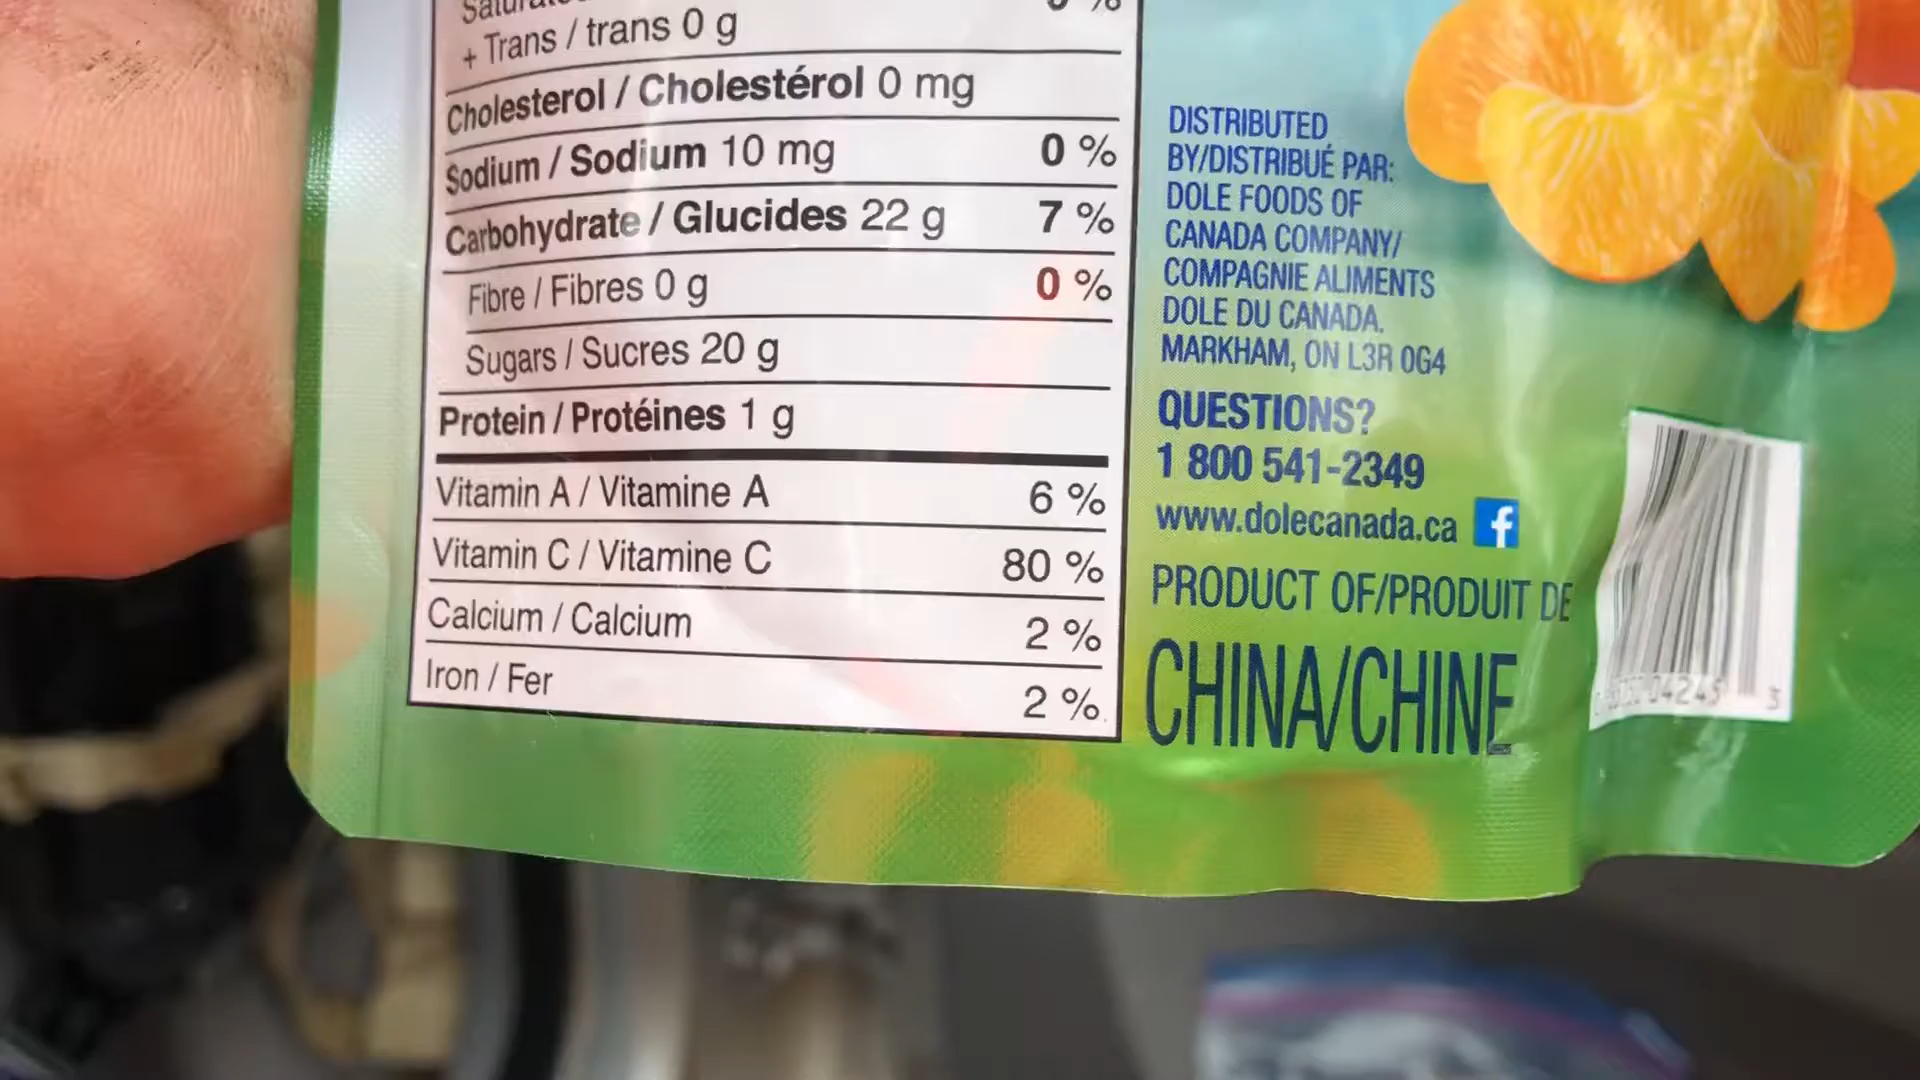 + Trans / trans 0 g
Cholesterol / Cholestérol 0 mg
Sodium / Sodium 10 mg 0 %
Carbohydrate / Glucides 22 g 7 %
Fibre / Fibres 0 g 0 %
Sugars / Sucres 20 g
Protein / Protéines 1 g
Vitamin A / Vitamine A 6 %
Vitamin C / Vitamine C 80 %
Calcium / Calcium 2 %
Iron / Fer 2 %
DISTRIBUTED
BY/DISTRIBUÉ PAR:
DOLE FOODS OF
CANADA COMPANY/
COMPAGNIE ALIMENTS
DOLE DU CANADA.
MARKHAM, ON L3R 0G4
QUESTIONS?
1 800 541-2349
www.dolecanada.ca f
PRODUCT OF/PRODUIT DE
CHINA/CHINE